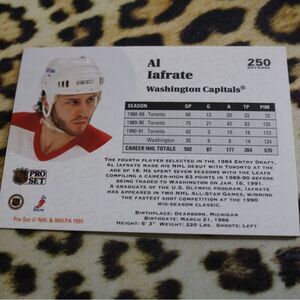 Al
Iafrate
250
DEFENSE
Washington Capitals®
SEASON GP G A TP PIM
1988-89 Toronto 65 13 20 33 72
1989-90 Toronto 75 21 42 63 135
1990-91 Toronto 42 3 15 18 113
Washington 30 6 8 14 124
CAREER NHL TOTALS 502 87 177 264 670
THE FOURTH PLAYER SELECTED IN THE 1984 ENTRY DRAFT,
AL IAFRATE MADE HIS NHL DEBUT WITH TORONTO AT THE
AGE OF 18. HE SPENT SEVEN SEASONS WITH THE LEAFS
COMPILING A CAREER-HIGH 63 POINTS IN 1989-90 BEFORE
BEING TRADED TO WASHINGTON ON JAN. 16, 1991.
A GRADUATE OF THE U.S. OLYMPIC PROGRAM, IAFRATE
HAS APPEARED IN TWO NHL ALL-STAR GAMES, WINNING
THE FASTEST SHOT COMPETITION AT THE 1990
MID-SEASON CLASSIC.
BIRTHPLACE: DEARBORN, MICHIGAN
BIRTHDATE: MARCH 21, 1966
HEIGHT: 6' 3" WEIGHT: 220 LBS. SHOOTS: LEFT
PRO
SET
Pro Set © NHL & NHLPA 1991